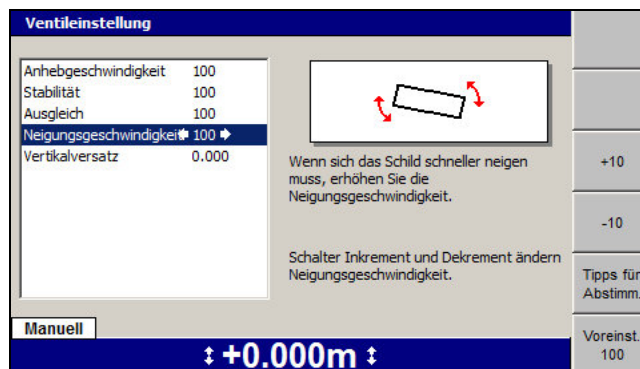 Ventileinstellung
Anhebgeschwindigkeit 100
Stabilität 100
Ausgleich 100
Neigungsgeschwindigkei 100
Vertikalversatz 0.000
Wenn sich das Schild schneller neigen
muss, erhöhen Sie die
Neigungsgeschwindigkeit.
Schalter Inkrement und Dekrement ändern
Neigungsgeschwindigkeit.
+10
-10
Tipps für
Abstimm.
Voreinst.
100
Manuell
+0.000m